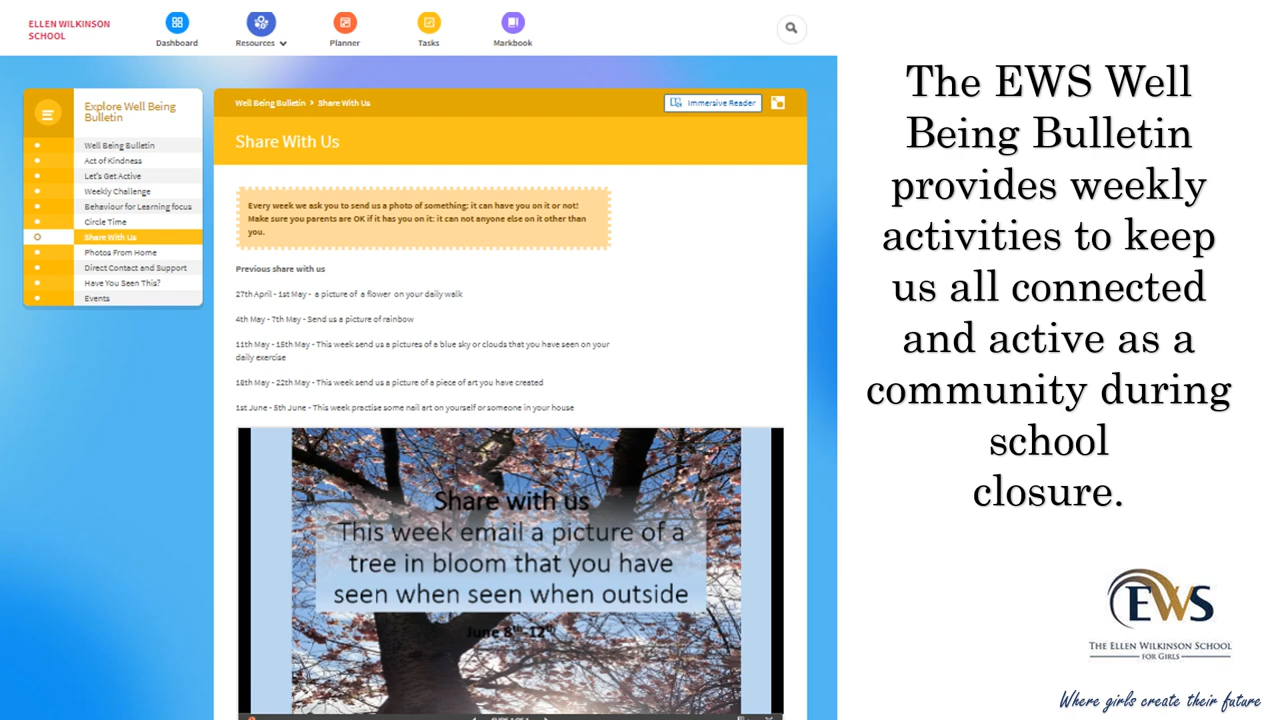 ELLEN WILKINSON
SCHOOL
Dashboard
Resources
Planner
Tasks
Markbook
Explore Well Being
Bulletin
Well Being Bulletin
Act of Kindness
Let's Get Active
Weekly Challenge
Behaviour for Learning focus
Circle Time
Share With Us
Photos From Home
Direct Contact and Support
Have You Seen This?
Events
Well Being Bulletin > Share With Us
Immersive Reader
Share With Us
Every week we ask you to send us a photo of something; it can have you on it or not!
Make sure you parents are OK if it has you on it: it can not anyone else on it other than
you.
Previous share with us
27th April - 1st May - a picture of a flower on your daily walk
4th May - 7th May - Send us a picture of rainbow
11th May - 15th May - This week send us a pictures of a blue sky or clouds that you have seen on your
daily exercise
18th May - 22th May - This week send us a picture of a piece of art you have created
1st June - 5th June - This week practise some nail art on yourself or someone in your house
Share with us
This week email a picture of a
tree in bloom that you have
seen when seen when outside
June 8th-12th
The EWS Well
Being Bulletin
provides weekly
activities to keep
us all connected
and active as a
community during
school
closure.
EWS
THE ELLEN WILKINSON SCHOOL
FOR GIRLS
Where girls create their future